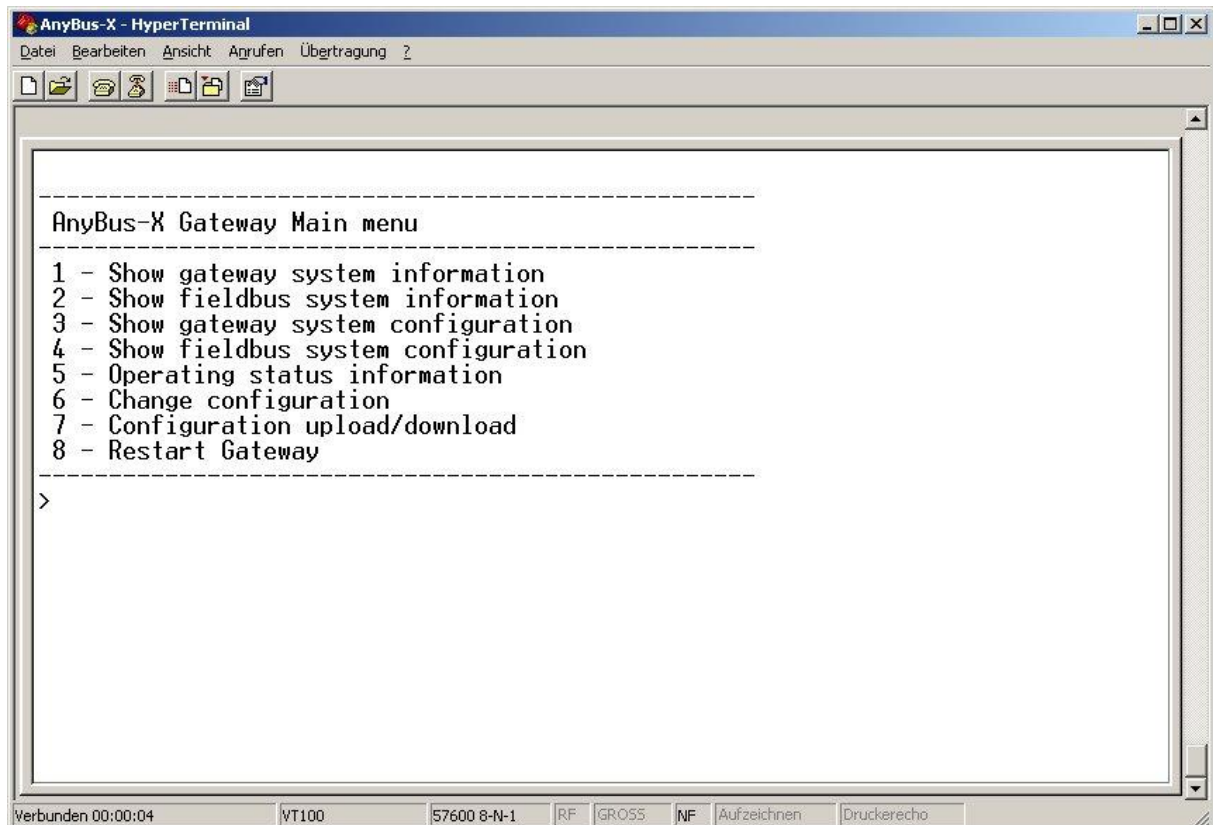 AnyBus-X - HyperTerminal
Datei Bearbeiten Ansicht Anrufen Übertragung ?
------------------------------------------------------
AnyBus-X Gateway Main menu
------------------------------------------------------
1 - Show gateway system information
2 - Show fieldbus system information
3 - Show gateway system configuration
4 - Show fieldbus system configuration
5 - Operating status information
6 - Change configuration
7 - Configuration upload/download
8 - Restart Gateway
------------------------------------------------------
>
Verbunden 00:00:04 VT100 57600 8-N-1 RF GROSS NF Aufzeichnen Druckerecho